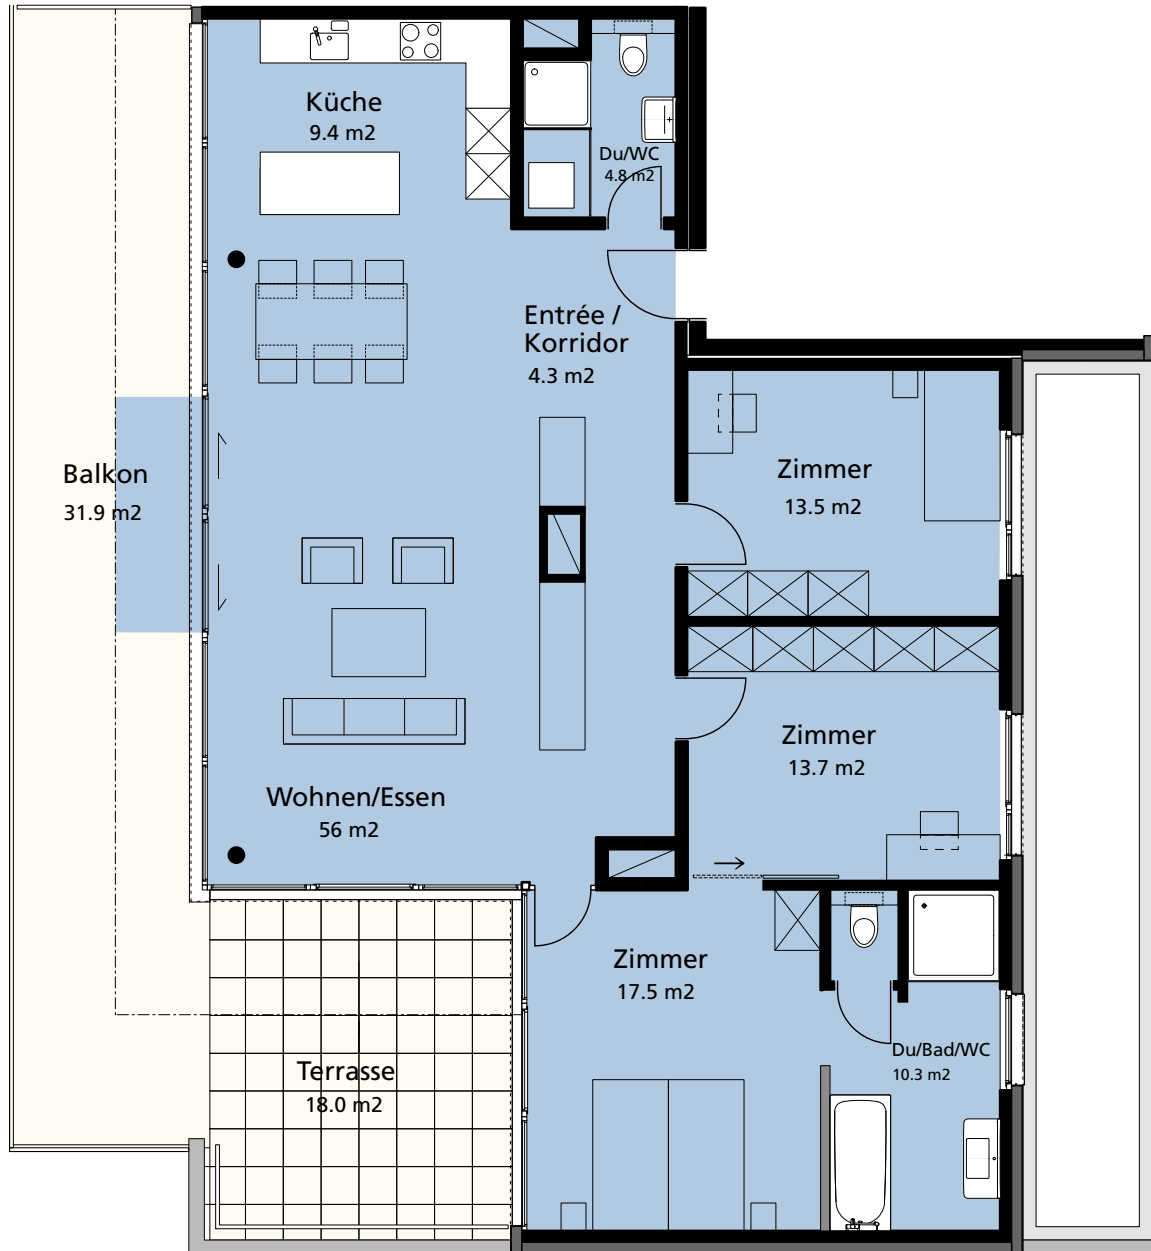 Küche
9.4 m2
Du/WC
4.8 m2
Entrée /
Korridor
4.3 m2
Balkon
31.9 m2
Zimmer
13.5 m2
Zimmer
13.7 m2
Wohnen/Essen
56 m2
Zimmer
17.5 m2
Du/Bad/WC
10.3 m2
Terrasse
18.0 m2